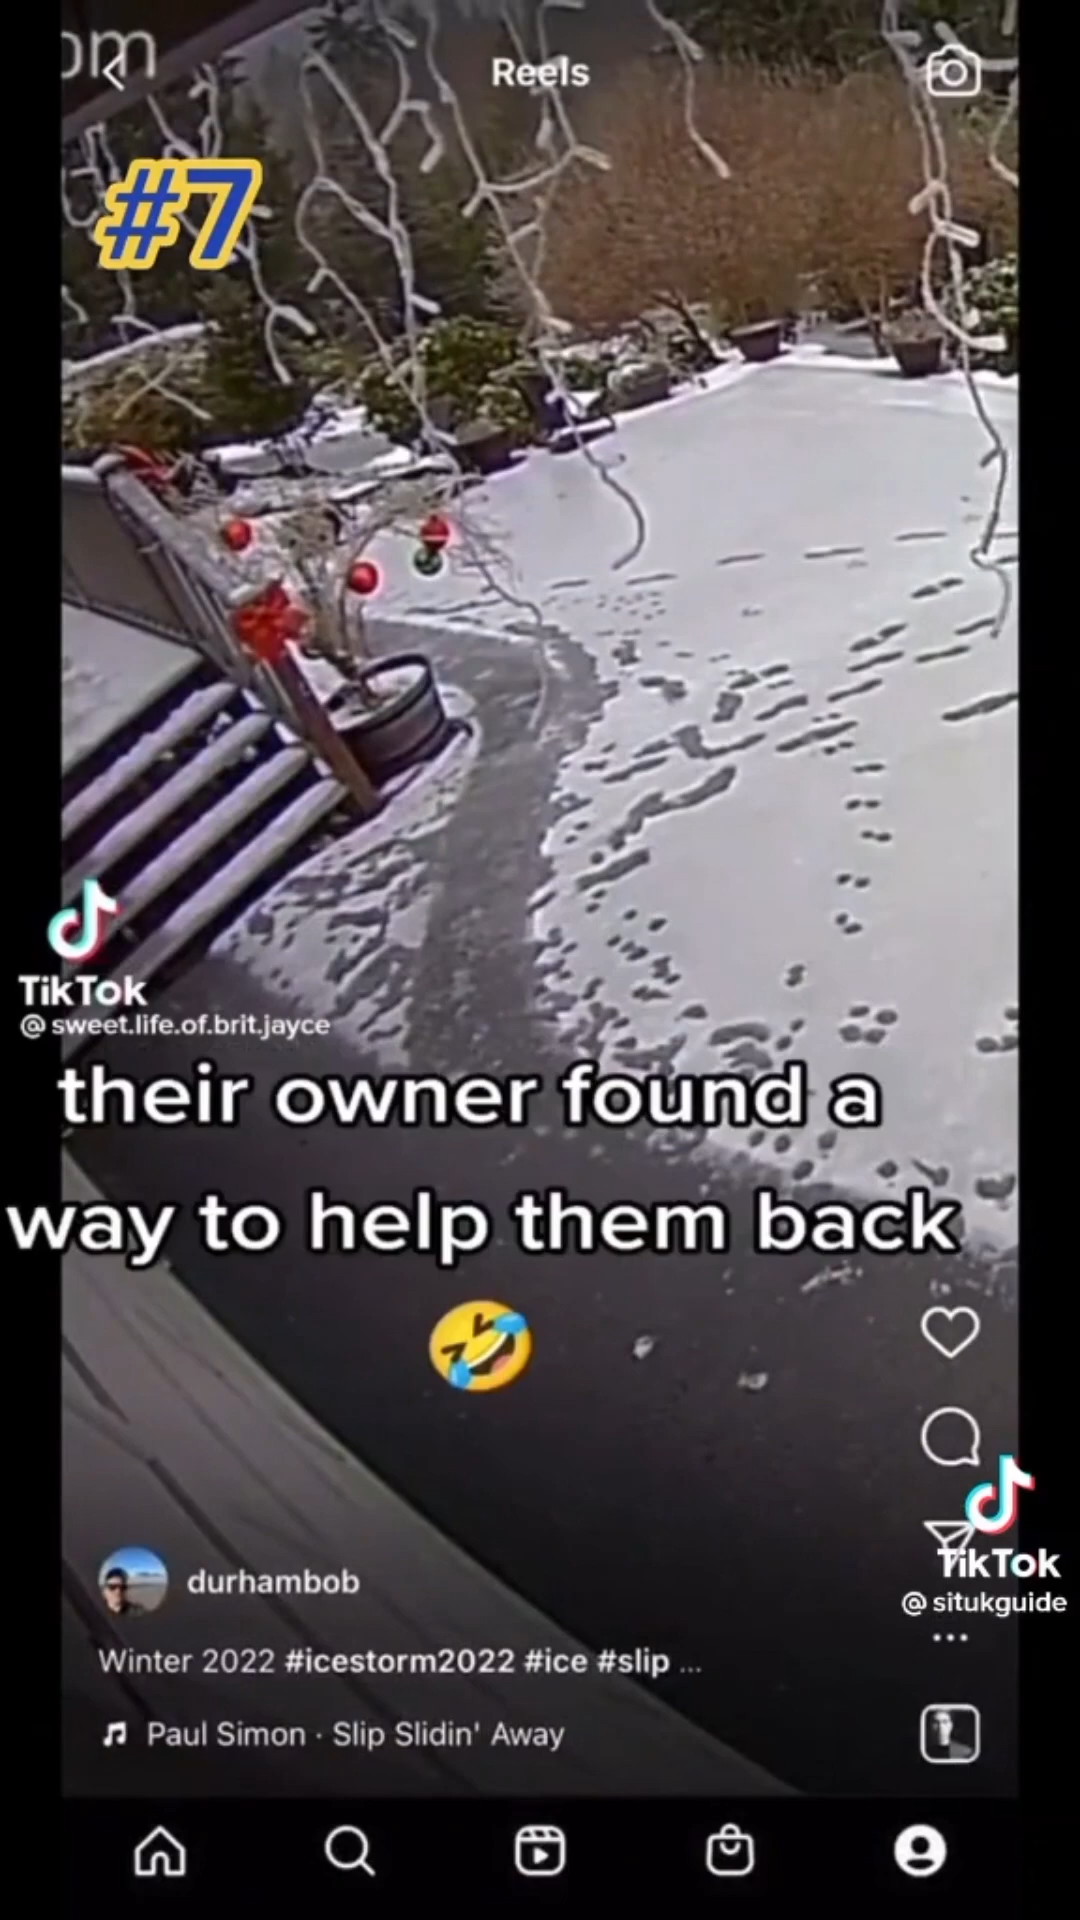 om
Reels
#7
TikTok
@sweet.life.of.brit.jayce
their owner found a
way to help them back
TikTok
@situkguide
durhambob
Winter 2022 #icestorm2022 #ice #slip ...
Paul Simon · Slip Slidin' Away